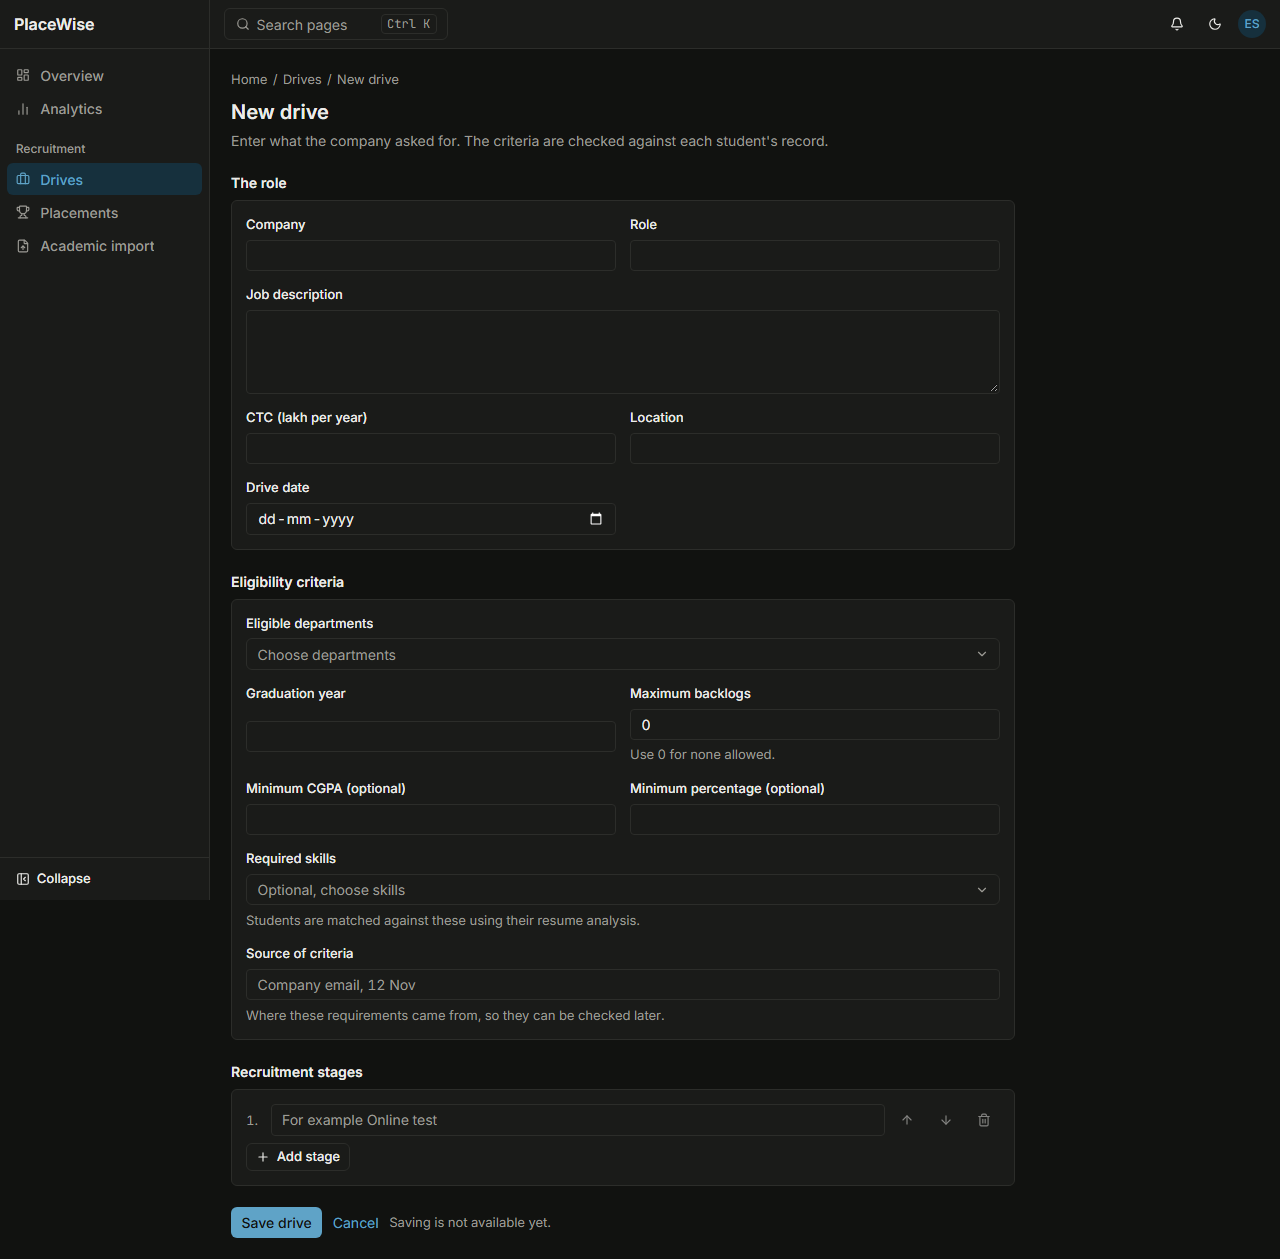 PlaceWise
Search pages
Ctrl K
ES
Overview
Analytics
Recruitment
Drives
Placements
Academic import
Collapse
Home / Drives / New drive
New drive
Enter what the company asked for. The criteria are checked against each student's record.
The role
Company
Role
Job description
CTC (lakh per year)
Location
Drive date
dd-mm-yyyy
Eligibility criteria
Eligible departments
Choose departments
Graduation year
Maximum backlogs
0
Use 0 for none allowed.
Minimum CGPA (optional)
Minimum percentage (optional)
Required skills
Optional, choose skills
Students are matched against these using their resume analysis.
Source of criteria
Company email, 12 Nov
Where these requirements came from, so they can be checked later.
Recruitment stages
1. For example Online test
+ Add stage
Save drive Cancel Saving is not available yet.